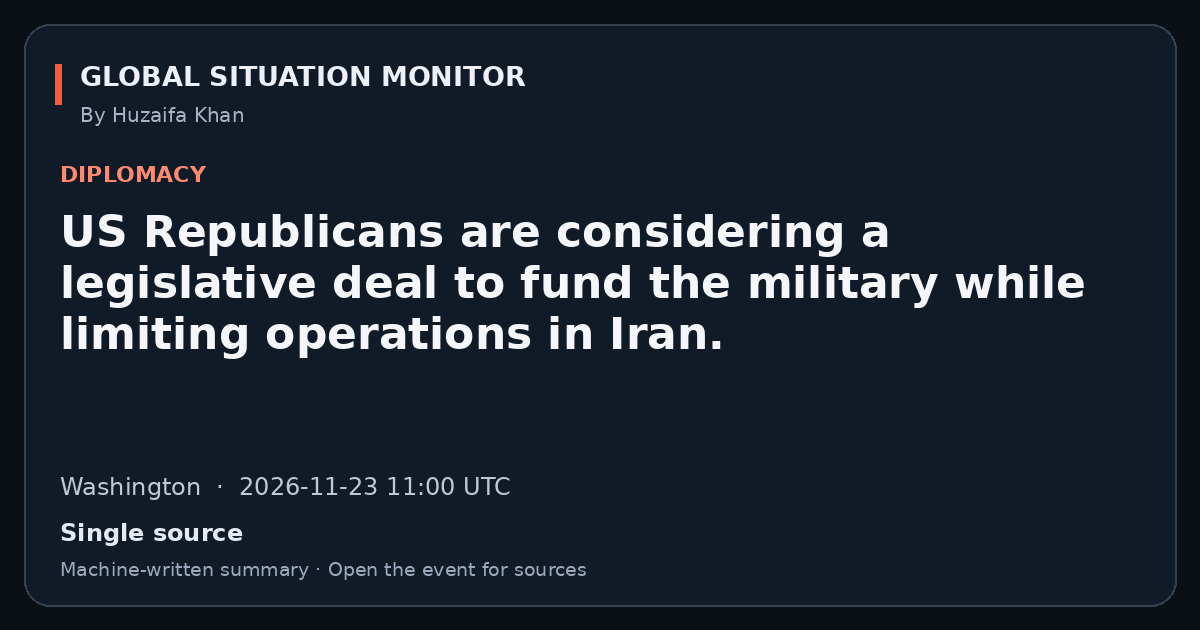 GLOBAL SITUATION MONITOR
By Huzaifa Khan
DIPLOMACY
US Republicans are considering a
legislative deal to fund the military while
limiting operations in Iran.
Washington · 2026-11-23 11:00 UTC
Single source
Machine-written summary · Open the event for sources